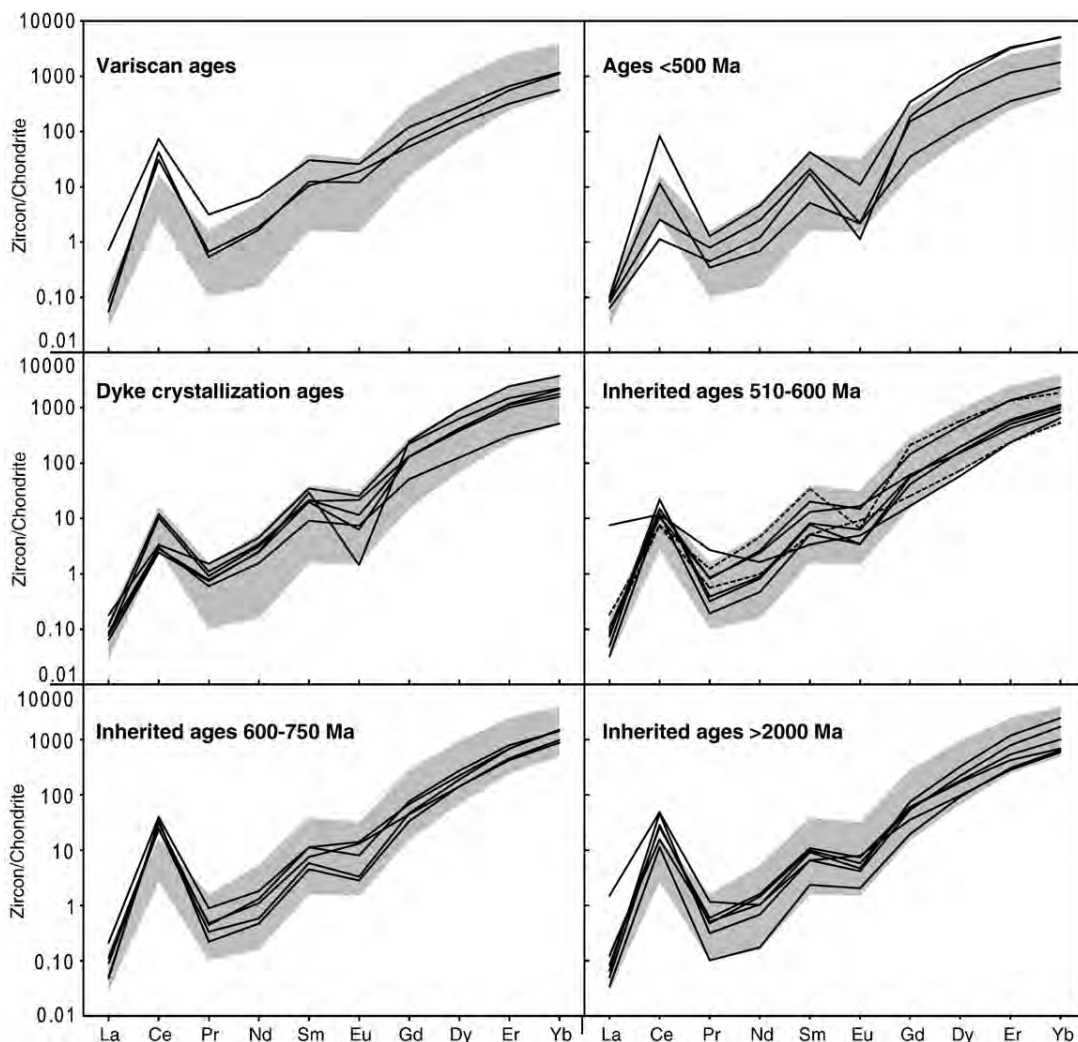 10000
1000
100
10
1
0.10
0.01
Zircon/Chondrite
Variscan ages
Ages <500 Ma
10000
1000
100
10
1
0.10
0.01
Zircon/Chondrite
Dyke crystallization ages
Inherited ages 510-600 Ma
10000
1000
100
10
1
0.10
0.01
Zircon/Chondrite
Inherited ages 600-750 Ma
Inherited ages >2000 Ma
La Ce Pr Nd Sm Eu Gd Dy Er Yb
La Ce Pr Nd Sm Eu Gd Dy Er Yb